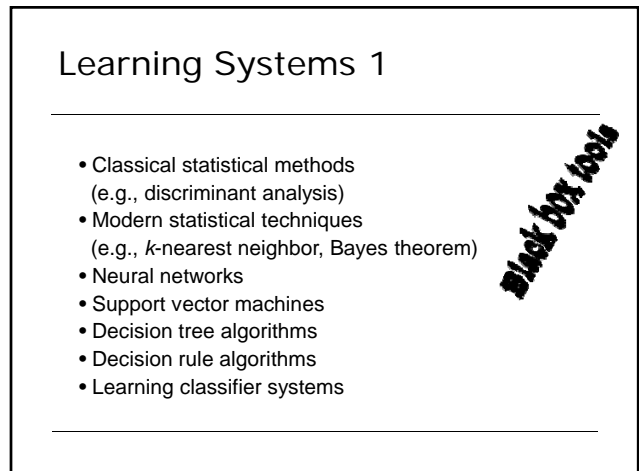 Learning Systems 1
• Classical statistical methods
(e.g., discriminant analysis)
• Modern statistical techniques
(e.g., k-nearest neighbor, Bayes theorem)
• Neural networks
• Support vector machines
• Decision tree algorithms
• Decision rule algorithms
• Learning classifier systems
Black box tools